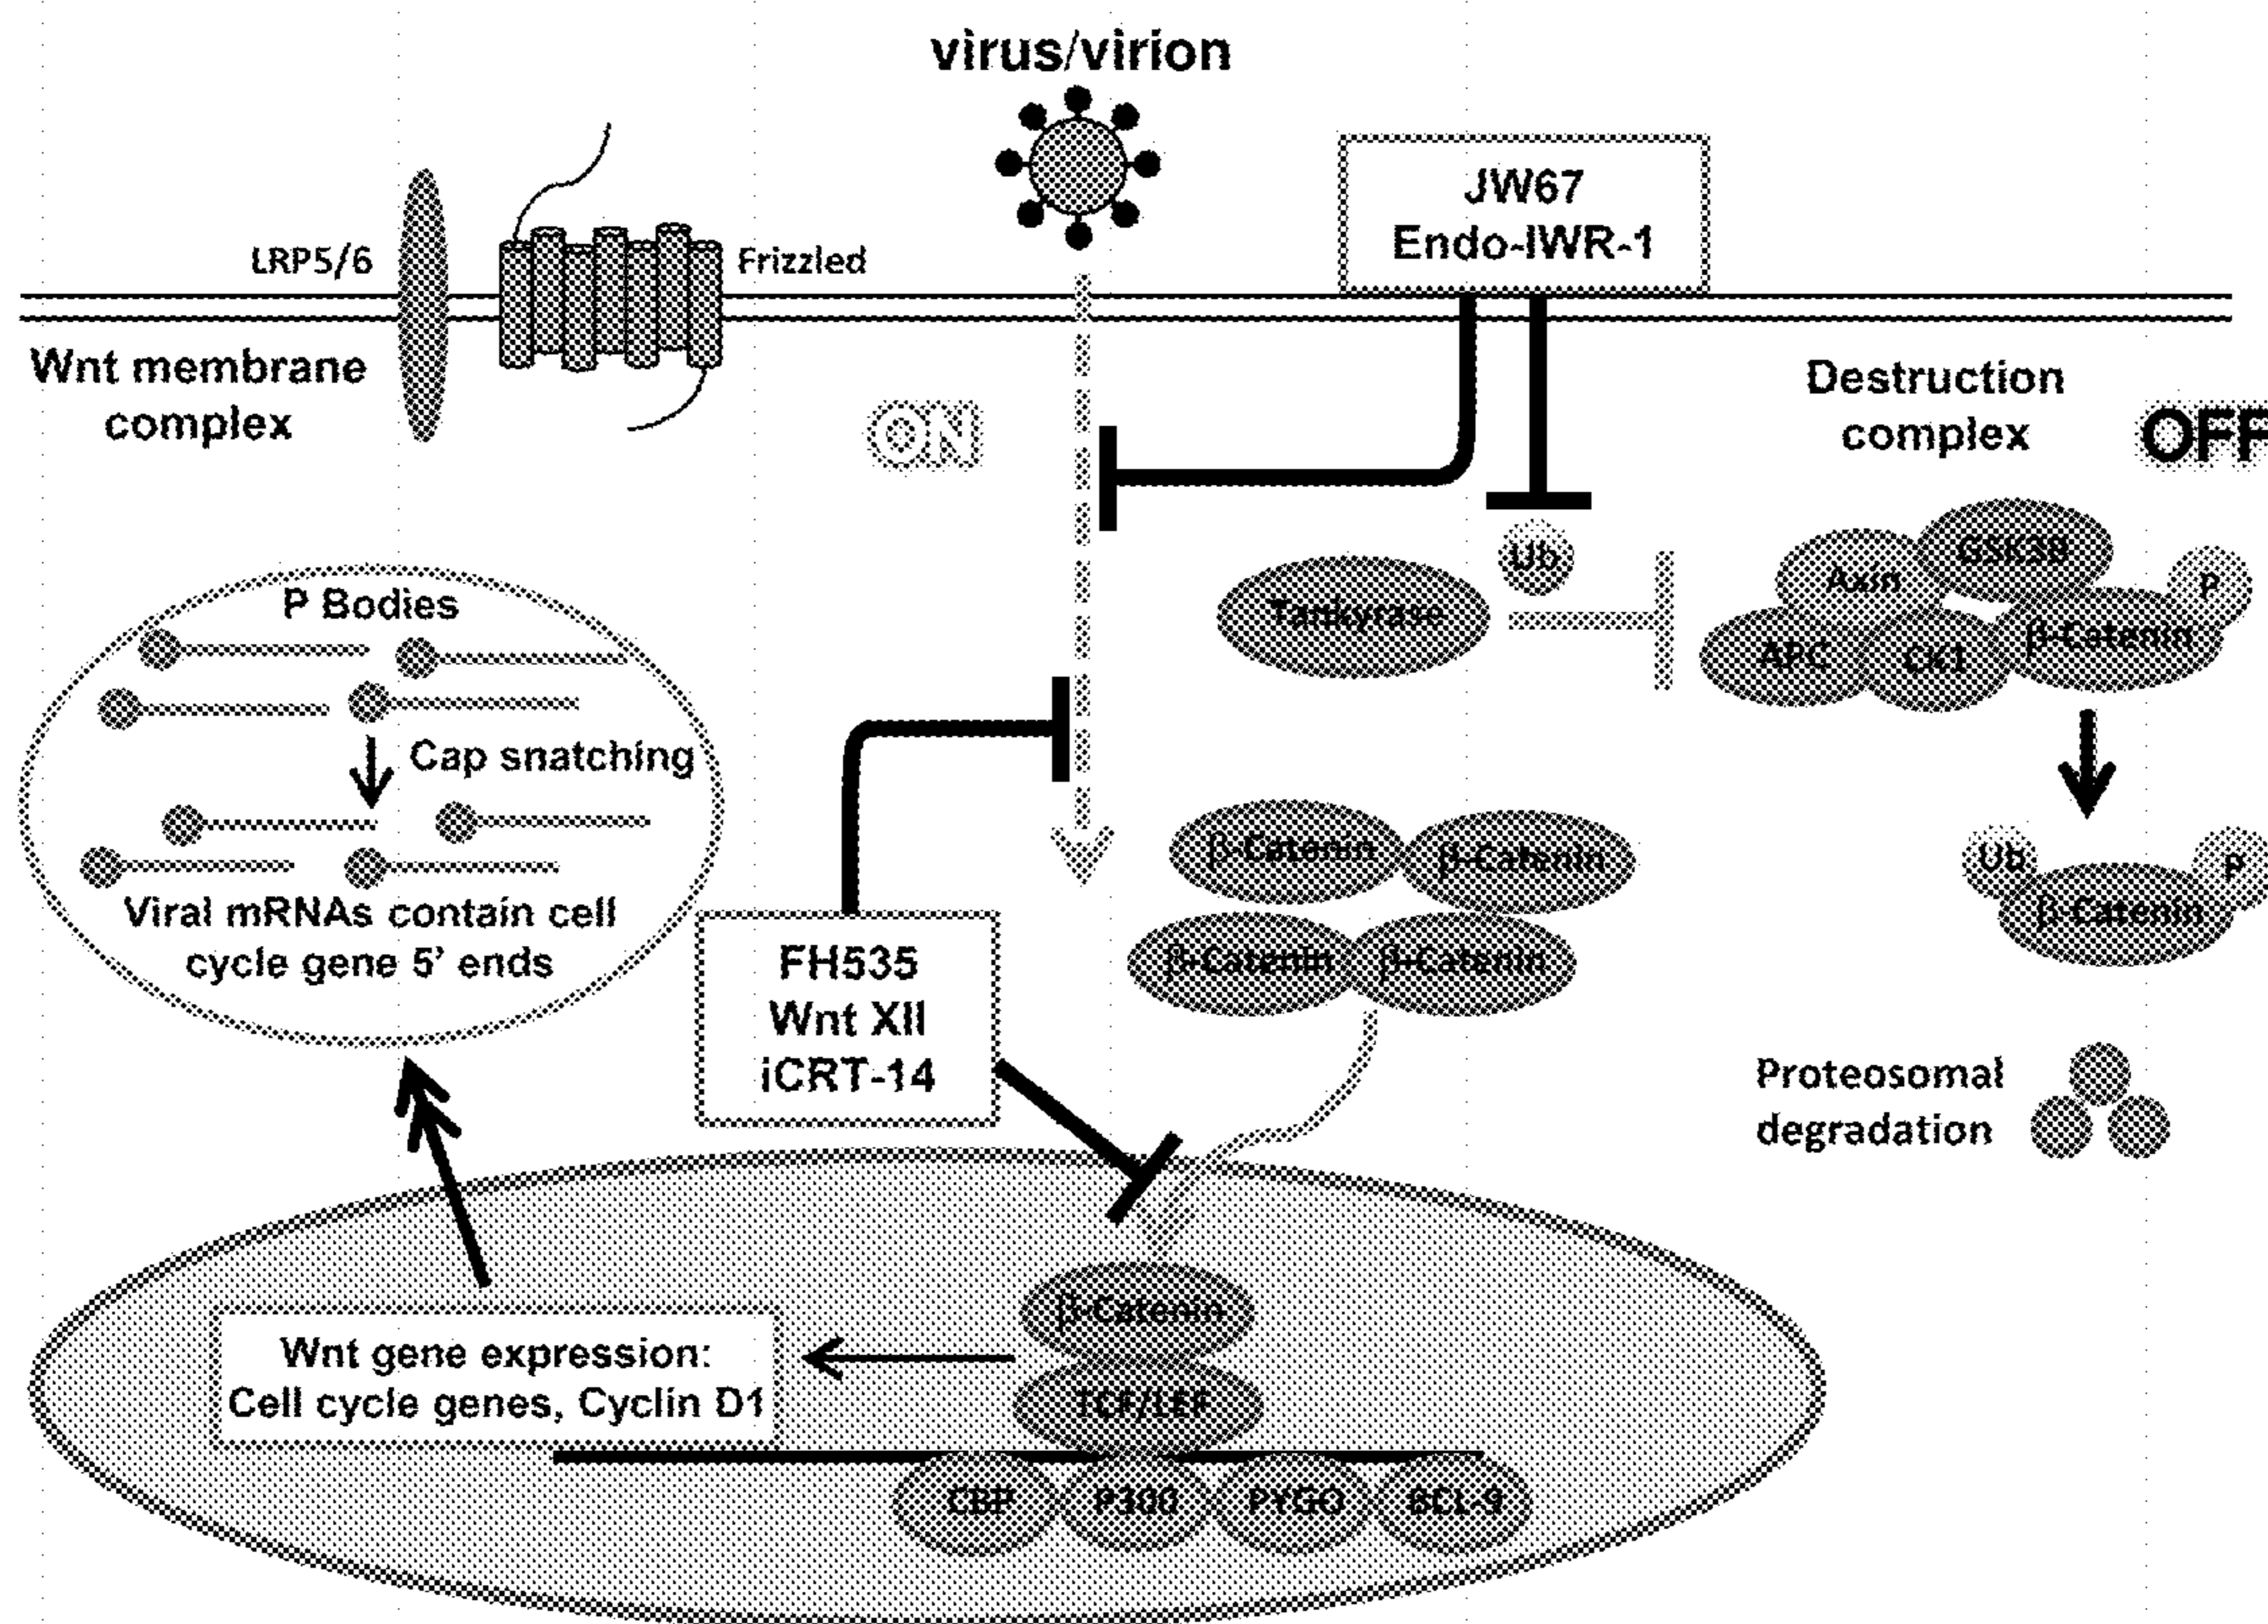 virus/virion
JW67
Endo-IWR-1
LRP5/6
Frizzled
Wnt membrane
complex
ON
Destruction
complex
OFF
Ub
Tankyrase
Axin
GSK3B
P
APC
CK1
β-Catenin
P Bodies
Cap snatching
Viral mRNAs contain cell
cycle gene 5' ends
β-Catenin
β-Catenin
β-Catenin
β-Catenin
Ub
P
β-Catenin
FH535
Wnt XII
iCRT-14
Proteosomal
degradation
β-Catenin
Wnt gene expression:
Cell cycle genes, Cyclin D1
TCF/LEF
CBP
P300
PYGO
BCL-9